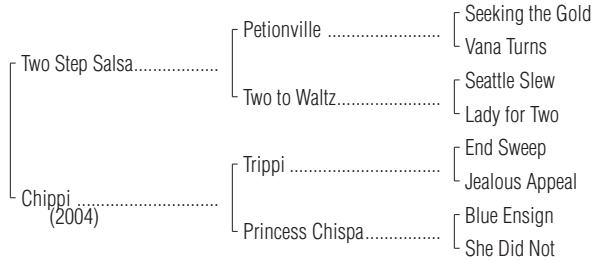 Seeking the Gold
Petionville ........................
Vana Turns
Two Step Salsa..................
Seattle Slew
Two to Waltz......................
Lady for Two
End Sweep
Trippi ................................
Jealous Appeal
Chippi ..............................
(2004)
Blue Ensign
Princess Chispa................
She Did Not